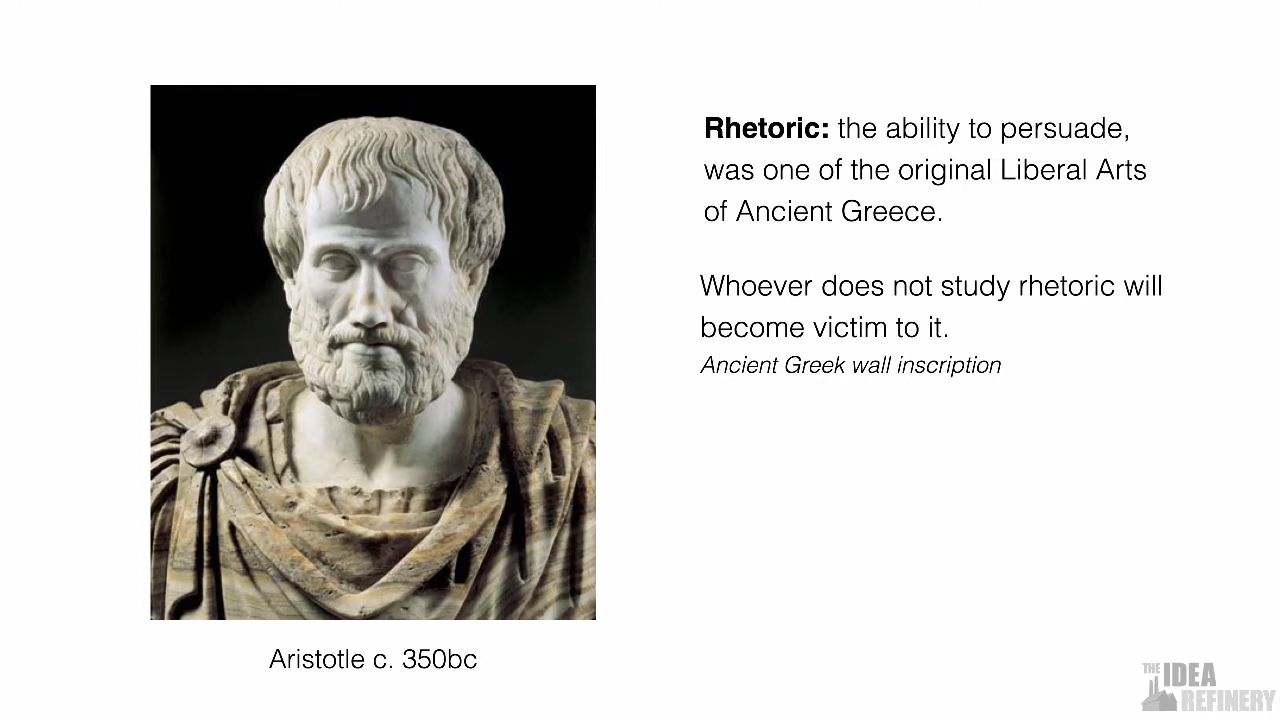 Rhetoric: the ability to persuade,
was one of the original Liberal Arts
of Ancient Greece.
Whoever does not study rhetoric will
become victim to it.
Ancient Greek wall inscription
Aristotle c. 350bc
THE IDEA
REFINERY